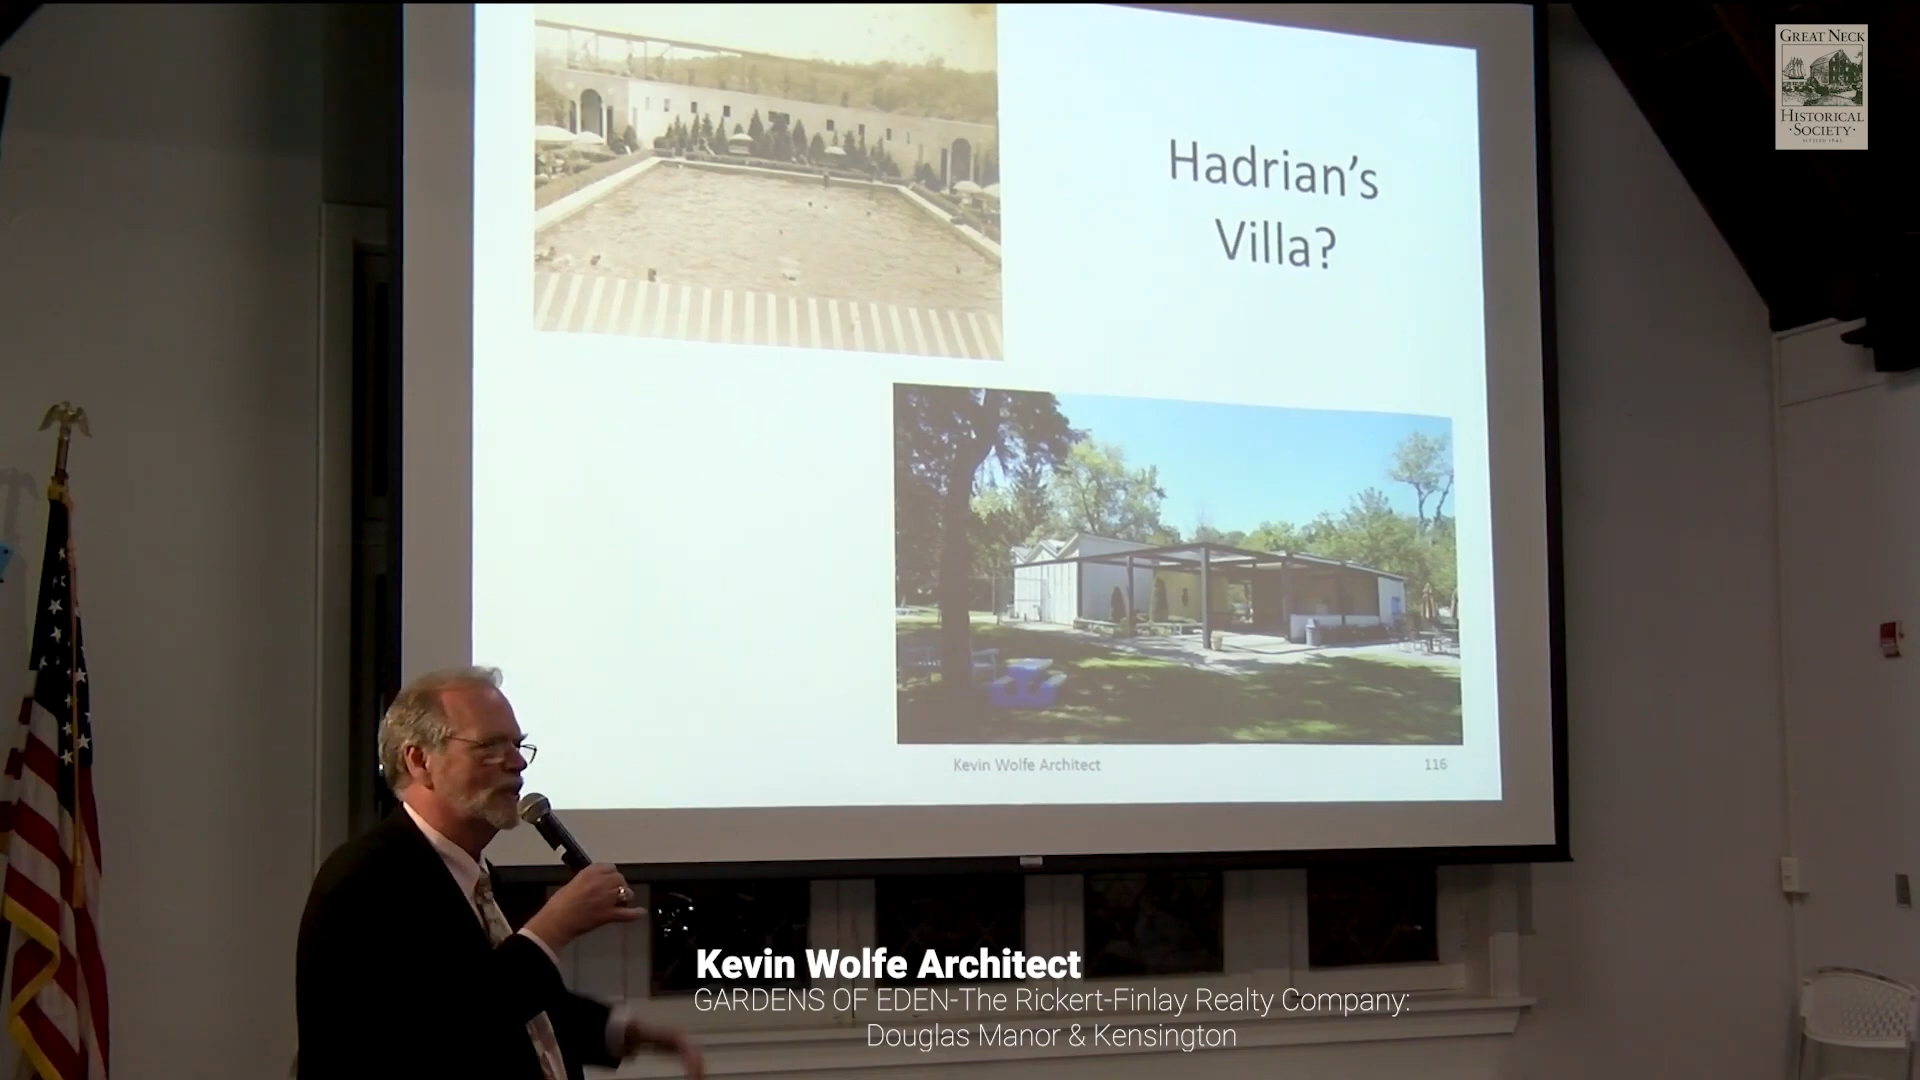 GREAT NECK
HISTORICAL
·SOCIETY·
Hadrian's
Villa?
Kevin Wolfe Architect
116
Kevin Wolfe Architect
GARDENS OF EDEN-The Rickert-Finlay Realty Company:
Douglas Manor & Kensington